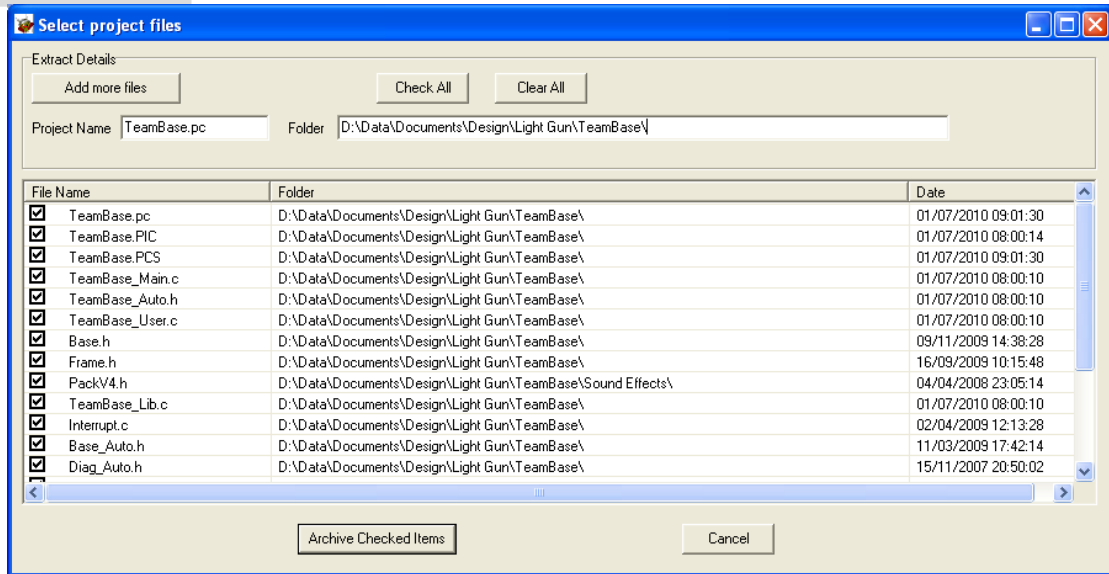 Select project files
Extract Details
Add more files Check All Clear All
Project Name TeamBase.pc Folder D:\Data\Documents\Design\Light Gun\TeamBase\
File Name Folder Date
TeamBase.pc D:\Data\Documents\Design\Light Gun\TeamBase\ 01/07/2010 09:01:30
TeamBase.PIC D:\Data\Documents\Design\Light Gun\TeamBase\ 01/07/2010 08:00:14
TeamBase.PCS D:\Data\Documents\Design\Light Gun\TeamBase\ 01/07/2010 09:01:30
TeamBase_Main.c D:\Data\Documents\Design\Light Gun\TeamBase\ 01/07/2010 08:00:10
TeamBase_Auto.h D:\Data\Documents\Design\Light Gun\TeamBase\ 01/07/2010 08:00:10
TeamBase_User.c D:\Data\Documents\Design\Light Gun\TeamBase\ 01/07/2010 08:00:10
Base.h D:\Data\Documents\Design\Light Gun\TeamBase\ 09/11/2009 14:38:28
Frame.h D:\Data\Documents\Design\Light Gun\TeamBase\ 16/09/2009 10:15:48
PackV4.h D:\Data\Documents\Design\Light Gun\TeamBase\Sound Effects\ 04/04/2008 23:05:14
TeamBase_Lib.c D:\Data\Documents\Design\Light Gun\TeamBase\ 01/07/2010 08:00:10
Interrupt.c D:\Data\Documents\Design\Light Gun\TeamBase\ 02/04/2009 12:13:28
Base_Auto.h D:\Data\Documents\Design\Light Gun\TeamBase\ 11/03/2009 17:42:14
Diag_Auto.h D:\Data\Documents\Design\Light Gun\TeamBase\ 15/11/2007 20:50:02
Archive Checked Items Cancel